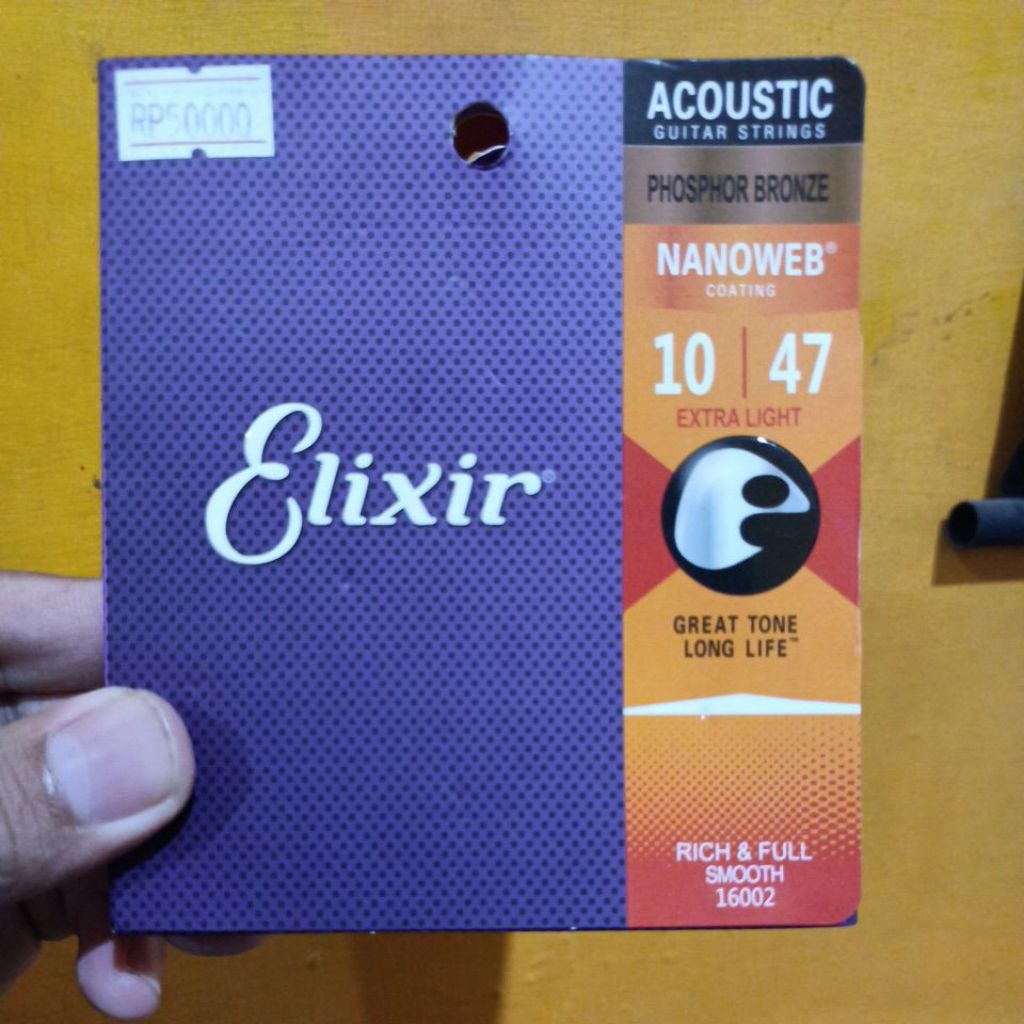 RP50000
Elixir®
ACOUSTIC
GUITAR STRINGS
PHOSPHOR BRONZE
NANOWEB®
COATING
10 | 47
EXTRA LIGHT
GREAT TONE
LONG LIFE™
RICH & FULL
SMOOTH
16002